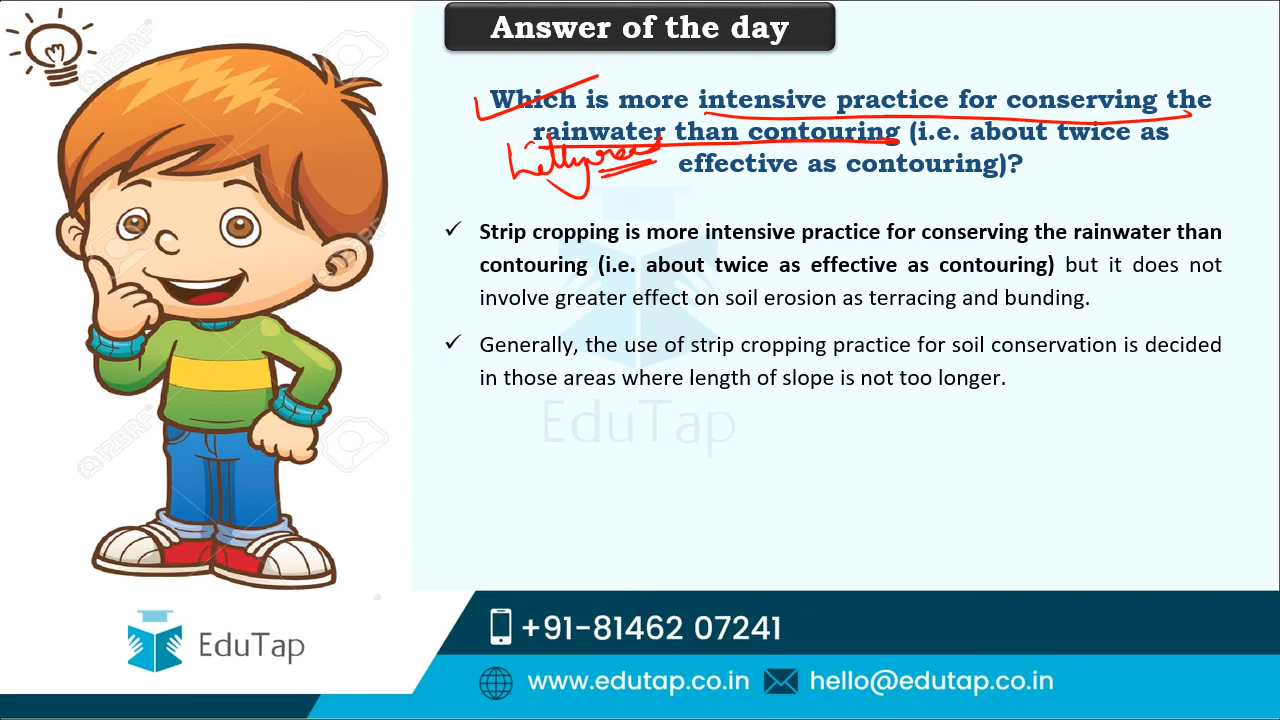 Answer of the day
Which is more intensive practice for conserving the
rainwater than contouring (i.e. about twice as
effective as contouring)?
✓ Strip cropping is more intensive practice for conserving the rainwater than
contouring (i.e. about twice as effective as contouring) but it does not
involve greater effect on soil erosion as terracing and bunding.
✓ Generally, the use of strip cropping practice for soil conservation is decided
in those areas where length of slope is not too longer.
EduTap
EduTap
+91-81462 07241
www.edutap.co.in hello@edutap.co.in